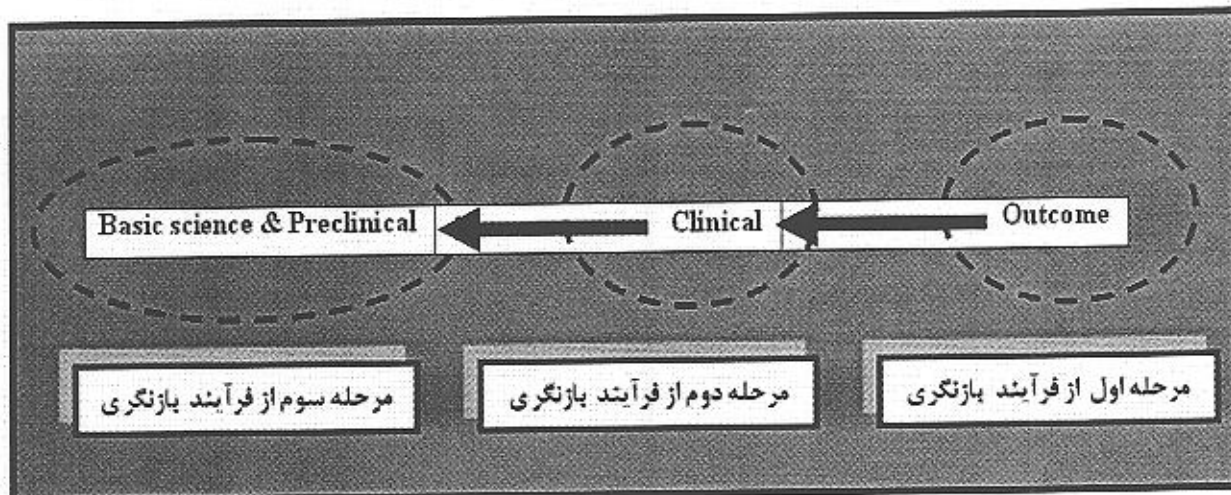 Basic science & Preclinical
Clinical
Outcome
مرحله اول از فرآیند بازنگری
مرحله دوم از فرآیند بازنگری
مرحله سوم از فرآیند بازنگری